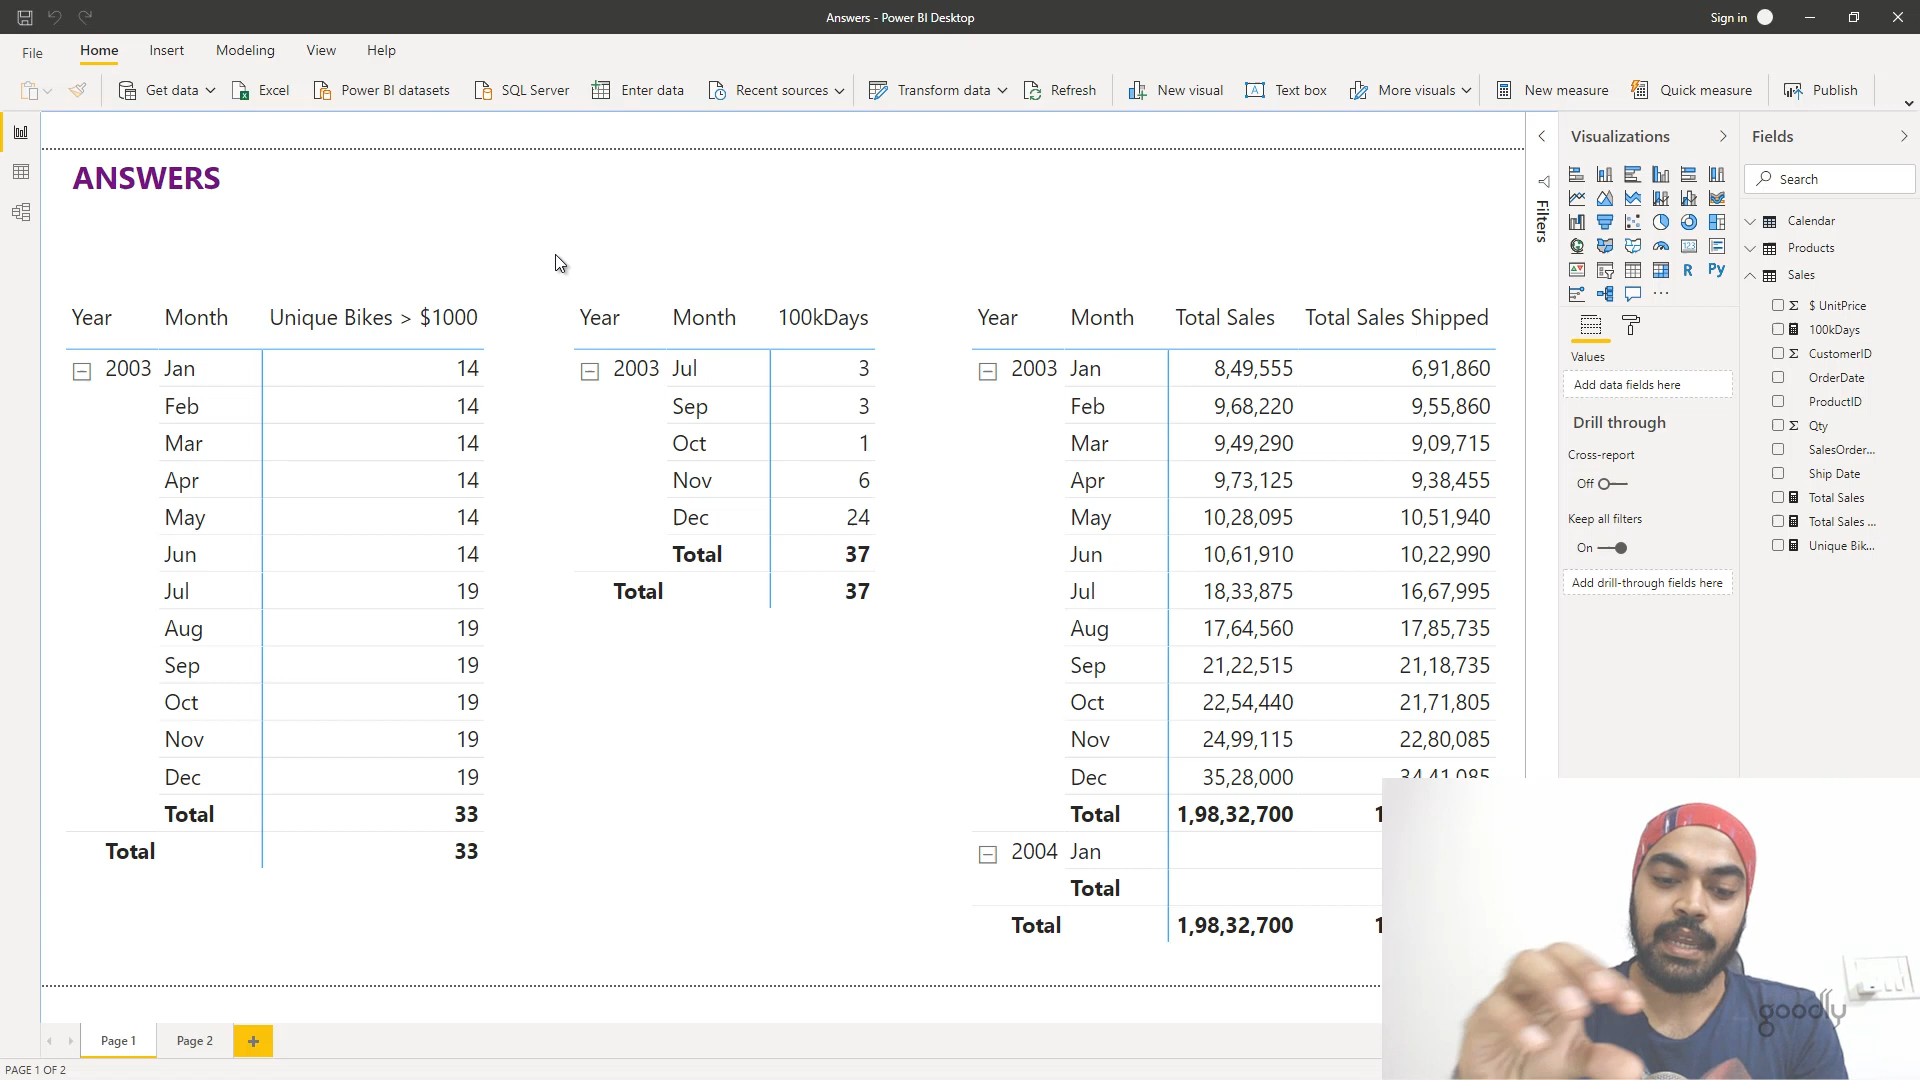 Answers - Power BI Desktop
Sign in
File
Home
Insert
Modeling
View
Help
Get data
Excel
Power BI datasets
SQL Server
Enter data
Recent sources
Transform data
Refresh
New visual
Text box
More visuals
New measure
Quick measure
Publish
ANSWERS
Year Month Unique Bikes > $1000
2003 Jan 14
Feb 14
Mar 14
Apr 14
May 14
Jun 14
Jul 19
Aug 19
Sep 19
Oct 19
Nov 19
Dec 19
Total 33
Total 33
Year Month 100kDays
2003 Jul 3
Sep 3
Oct 1
Nov 6
Dec 24
Total 37
Total 37
Year Month Total Sales Total Sales Shipped
2003 Jan 8,49,555 6,91,860
Feb 9,68,220 9,55,860
Mar 9,49,290 9,09,715
Apr 9,73,125 9,38,455
May 10,28,095 10,51,940
Jun 10,61,910 10,22,990
Jul 18,33,875 16,67,995
Aug 17,64,560 17,85,735
Sep 21,22,515 21,18,735
Oct 22,54,440 21,71,805
Nov 24,99,115 22,80,085
Dec 35,28,000 34,41,085
Total 1,98,32,700 1
2004 Jan
Total
Total 1,98,32,700 1
Filters
Visualizations
R Py
123
Values
Add data fields here
Drill through
Cross-report
Off
Keep all filters
On
Add drill-through fields here
Fields
Search
Calendar
Products
Sales
Σ $ UnitPrice
100kDays
Σ CustomerID
OrderDate
ProductID
Σ Qty
SalesOrder...
Ship Date
Total Sales
Total Sales ...
Unique Bik...
goodly
Page 1
Page 2
+
PAGE 1 OF 2